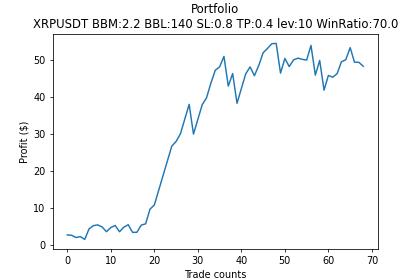 Portfolio
XRPUSDT BBM:2.2 BBL:140 SL:0.8 TP:0.4 lev:10 WinRatio:70.0
50
40
30
20
10
0
Profit ($)
0 10 20 30 40 50 60 70
Trade counts